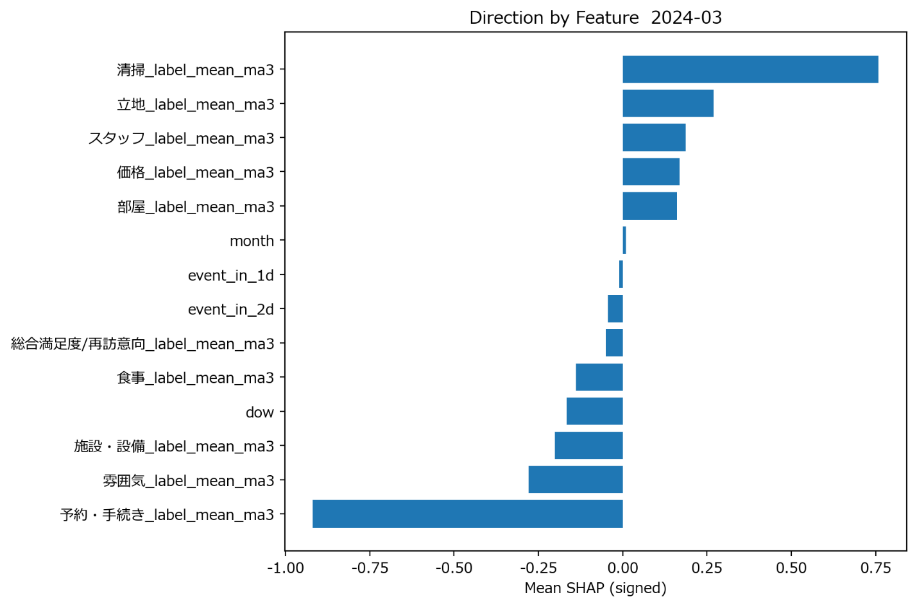 Direction by Feature  2024-03
清掃_label_mean_ma3
立地_label_mean_ma3
スタッフ_label_mean_ma3
価格_label_mean_ma3
部屋_label_mean_ma3
month
event_in_1d
event_in_2d
総合満足度/再訪意向_label_mean_ma3
食事_label_mean_ma3
dow
施設・設備_label_mean_ma3
雰囲気_label_mean_ma3
予約・手続き_label_mean_ma3
-1.00 -0.75 -0.50 -0.25 0.00 0.25 0.50 0.75
Mean SHAP (signed)